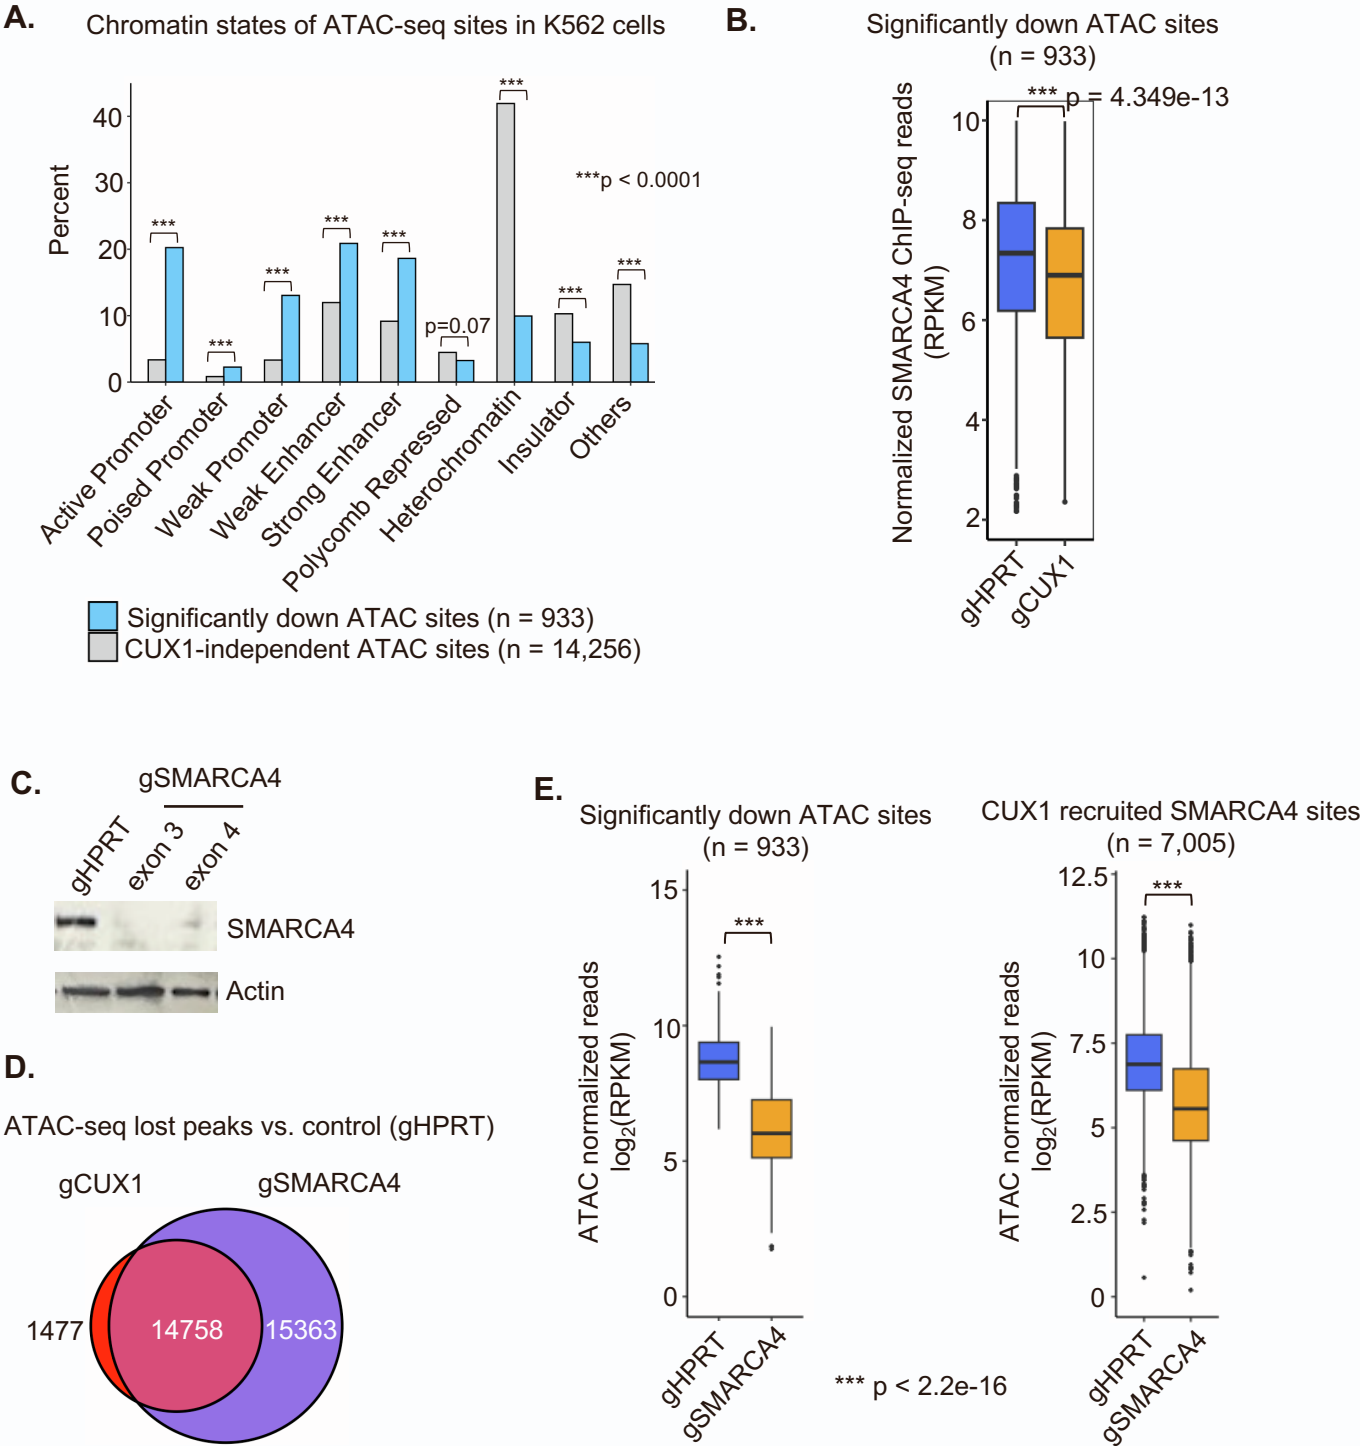 A.
Chromatin states of ATAC-seq sites in K562 cells
Percent
40
30
20
10
0
***
***
***
***
***
p=0.07
***
***
***
***p < 0.0001
Active Promoter
Poised Promoter
Weak Promoter
Weak Enhancer
Strong Enhancer
Polycomb Repressed
Heterochromatin
Insulator
Others
Significantly down ATAC sites (n = 933)
CUX1-independent ATAC sites (n = 14,256)
B.
Significantly down ATAC sites
(n = 933)
*** p = 4.349e-13
Normalized SMARCA4 ChIP-seq reads
(RPKM)
10
8
6
4
2
gHPRT
gCUX1
C.
gSMARCA4
gHPRT
exon 3
exon 4
SMARCA4
Actin
D.
ATAC-seq lost peaks vs. control (gHPRT)
gCUX1
gSMARCA4
1477
14758
15363
E.
Significantly down ATAC sites
(n = 933)
ATAC normalized reads
log₂(RPKM)
15
10
5
0
***
gHPRT
gSMARCA4
*** p < 2.2e-16
CUX1 recruited SMARCA4 sites
(n = 7,005)
ATAC normalized reads
log₂(RPKM)
12.5
10
7.5
5
2.5
0
***
gHPRT
gSMARCA4